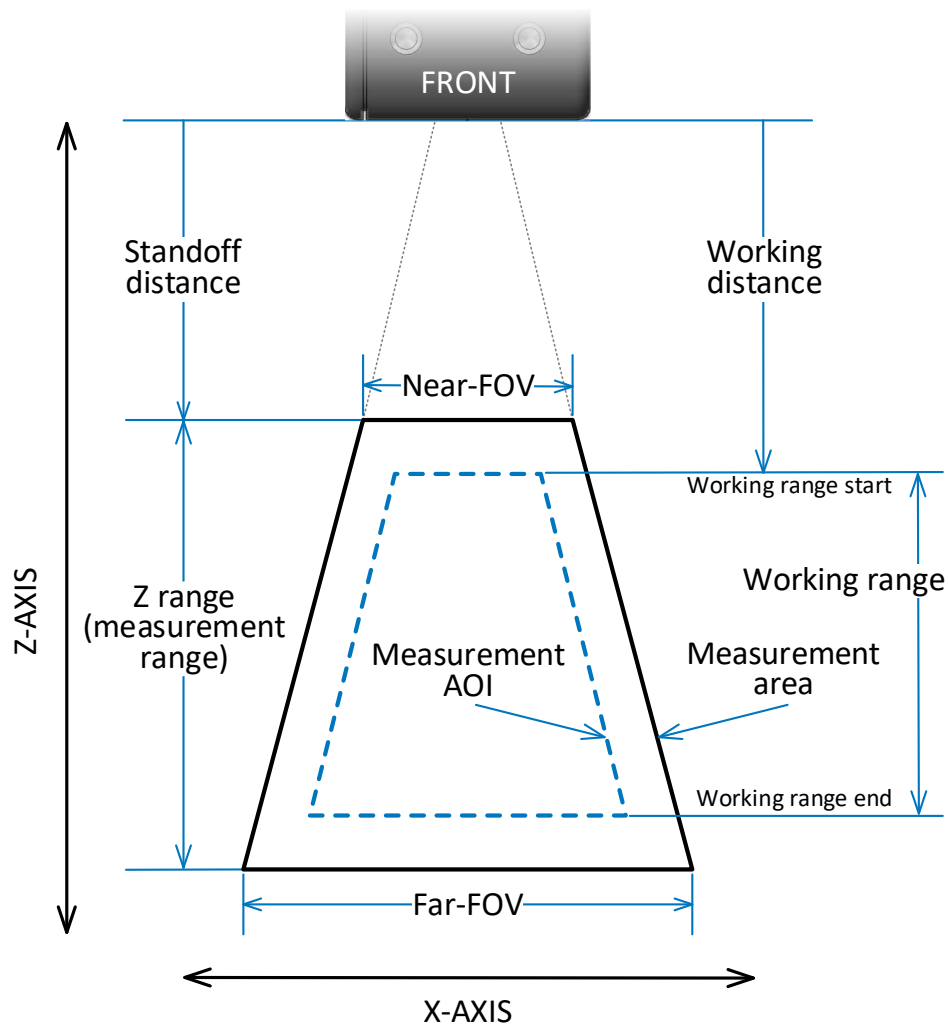 FRONT
Standoff
distance
Working
distance
Near-FOV
Working range start
Z-AXIS
Z range
(measurement
range)
Working range
Measurement
AOI
Measurement
area
Working range end
Far-FOV
X-AXIS